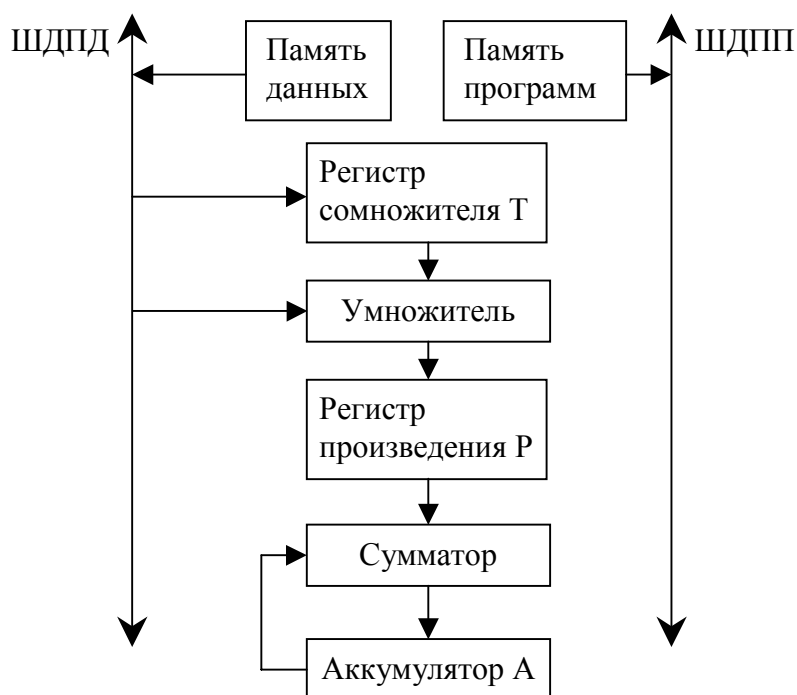 ШДПД
Память
данных
Память
программ
ШДПП
Регистр
сомножителя Т
Умножитель
Регистр
произведения Р
Сумматор
Аккумулятор А